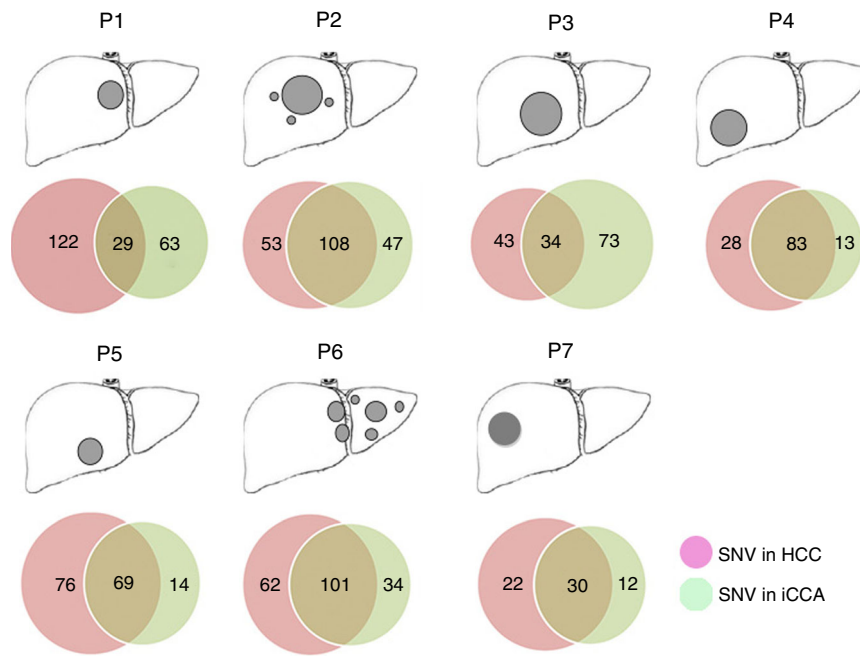 P1 P2 P3 P4
122 29 63 53 108 47 43 34 73 28 83 13
P5 P6 P7
76 69 14 62 101 34 22 30 12
SNV in HCC
SNV in iCCA